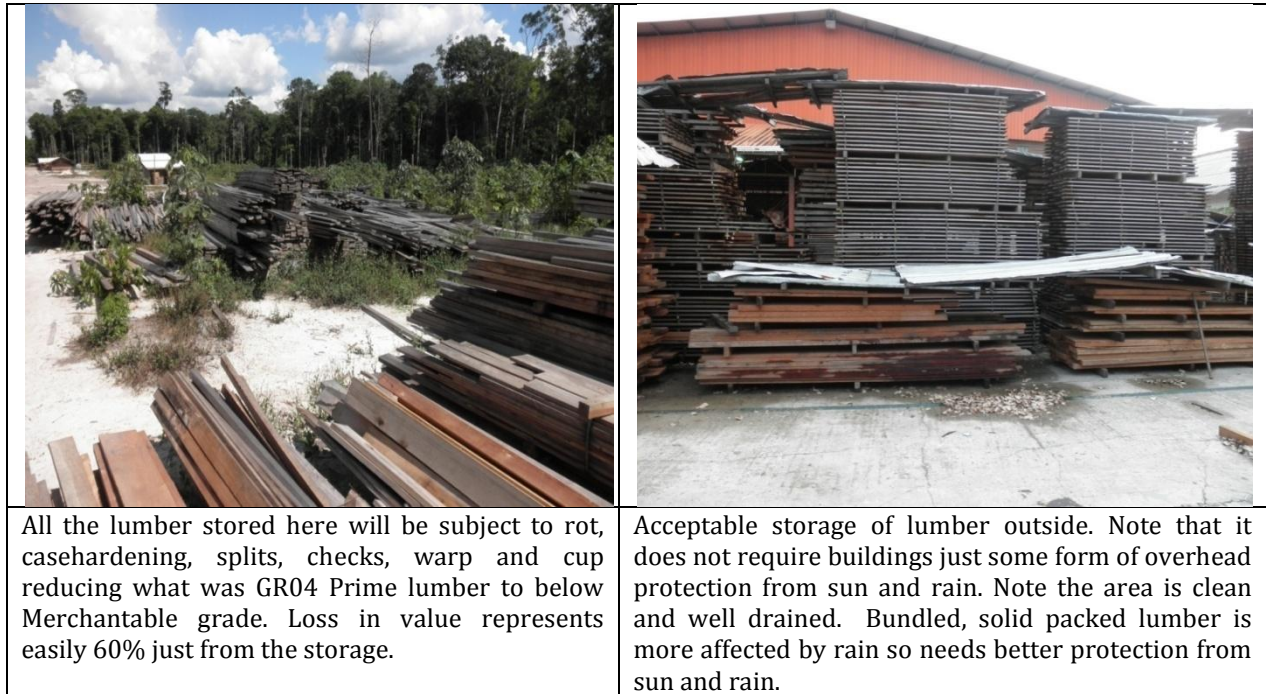 All the lumber stored here will be subject to rot,
casehardening, splits, checks, warp and cup
reducing what was GR04 Prime lumber to below
Merchantable grade. Loss in value represents
easily 60% just from the storage.
Acceptable storage of lumber outside. Note that it
does not require buildings just some form of overhead
protection from sun and rain. Note the area is clean
and well drained.  Bundled, solid packed lumber is
more affected by rain so needs better protection from
sun and rain.